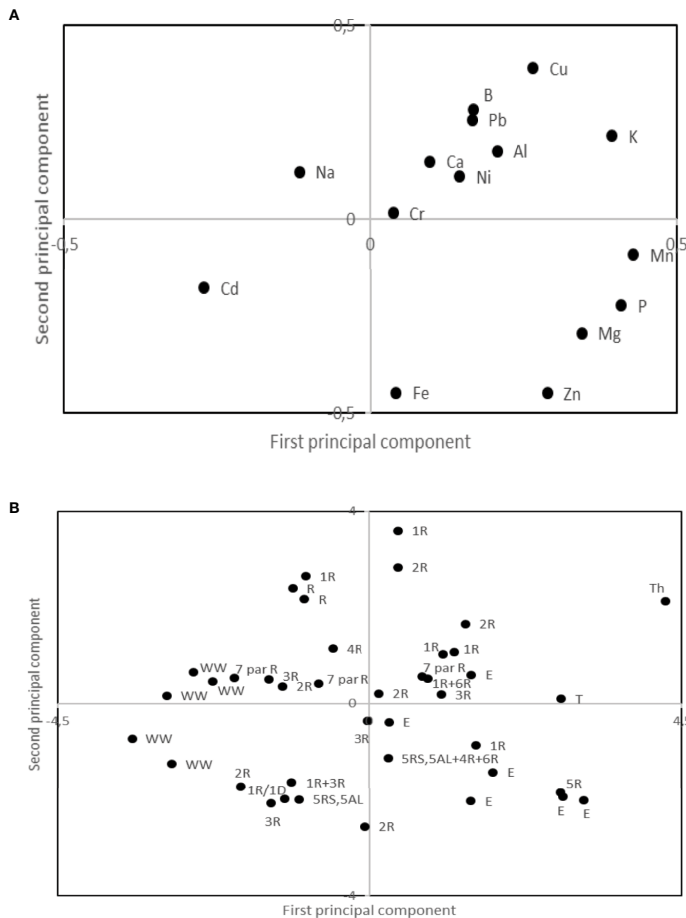 A
0,5
Cu
B
Pb
K
Al
Ca
Na
Ni
Cr
0
-0,5
0
0,5
Mn
Cd
P
Mg
Fe
Zn
-0,5
Second principal component
First principal component
B
4
1R
2R
1R
Th
R
R
2R
1R
1R
4R
WW
7 par R
3R
7 par R
7 par R
E
WW
2R
1R+6R
WW
2R
3R
T
0
-4,5
4,5
E
WW
3R
1R
5RS,5AL+4R+6R
WW
E
2R
1R+3R
5R
1R/1D
5RS,5AL
E
E
E
3R
2R
-4
Second principal component
First principal component